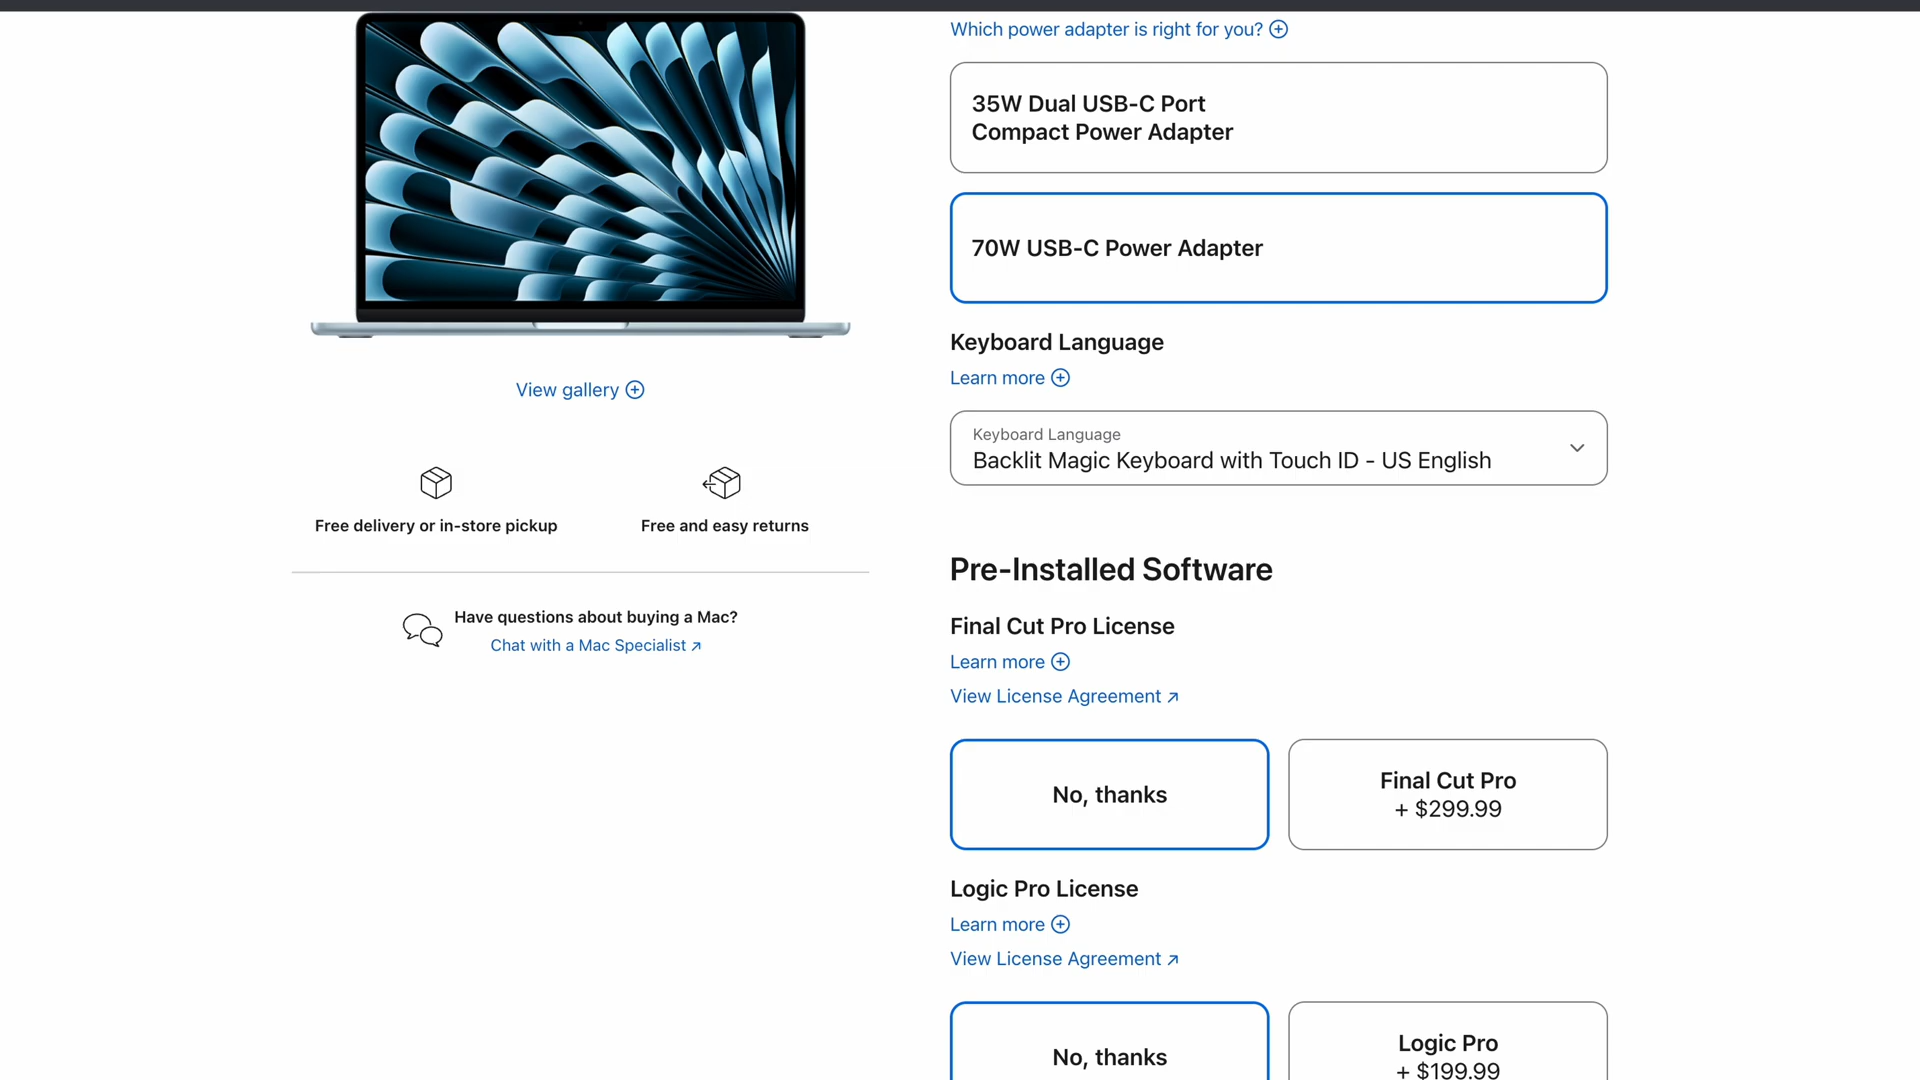 Which power adapter is right for you?
35W Dual USB-C Port
Compact Power Adapter
70W USB-C Power Adapter
Keyboard Language
Learn more
Keyboard Language
Backlit Magic Keyboard with Touch ID - US English
View gallery
Free delivery or in-store pickup
Free and easy returns
Have questions about buying a Mac?
Chat with a Mac Specialist ↗
Pre-Installed Software
Final Cut Pro License
Learn more
View License Agreement ↗
No, thanks
Final Cut Pro
+ $299.99
Logic Pro License
Learn more
View License Agreement ↗
No, thanks
Logic Pro
+ $199.99